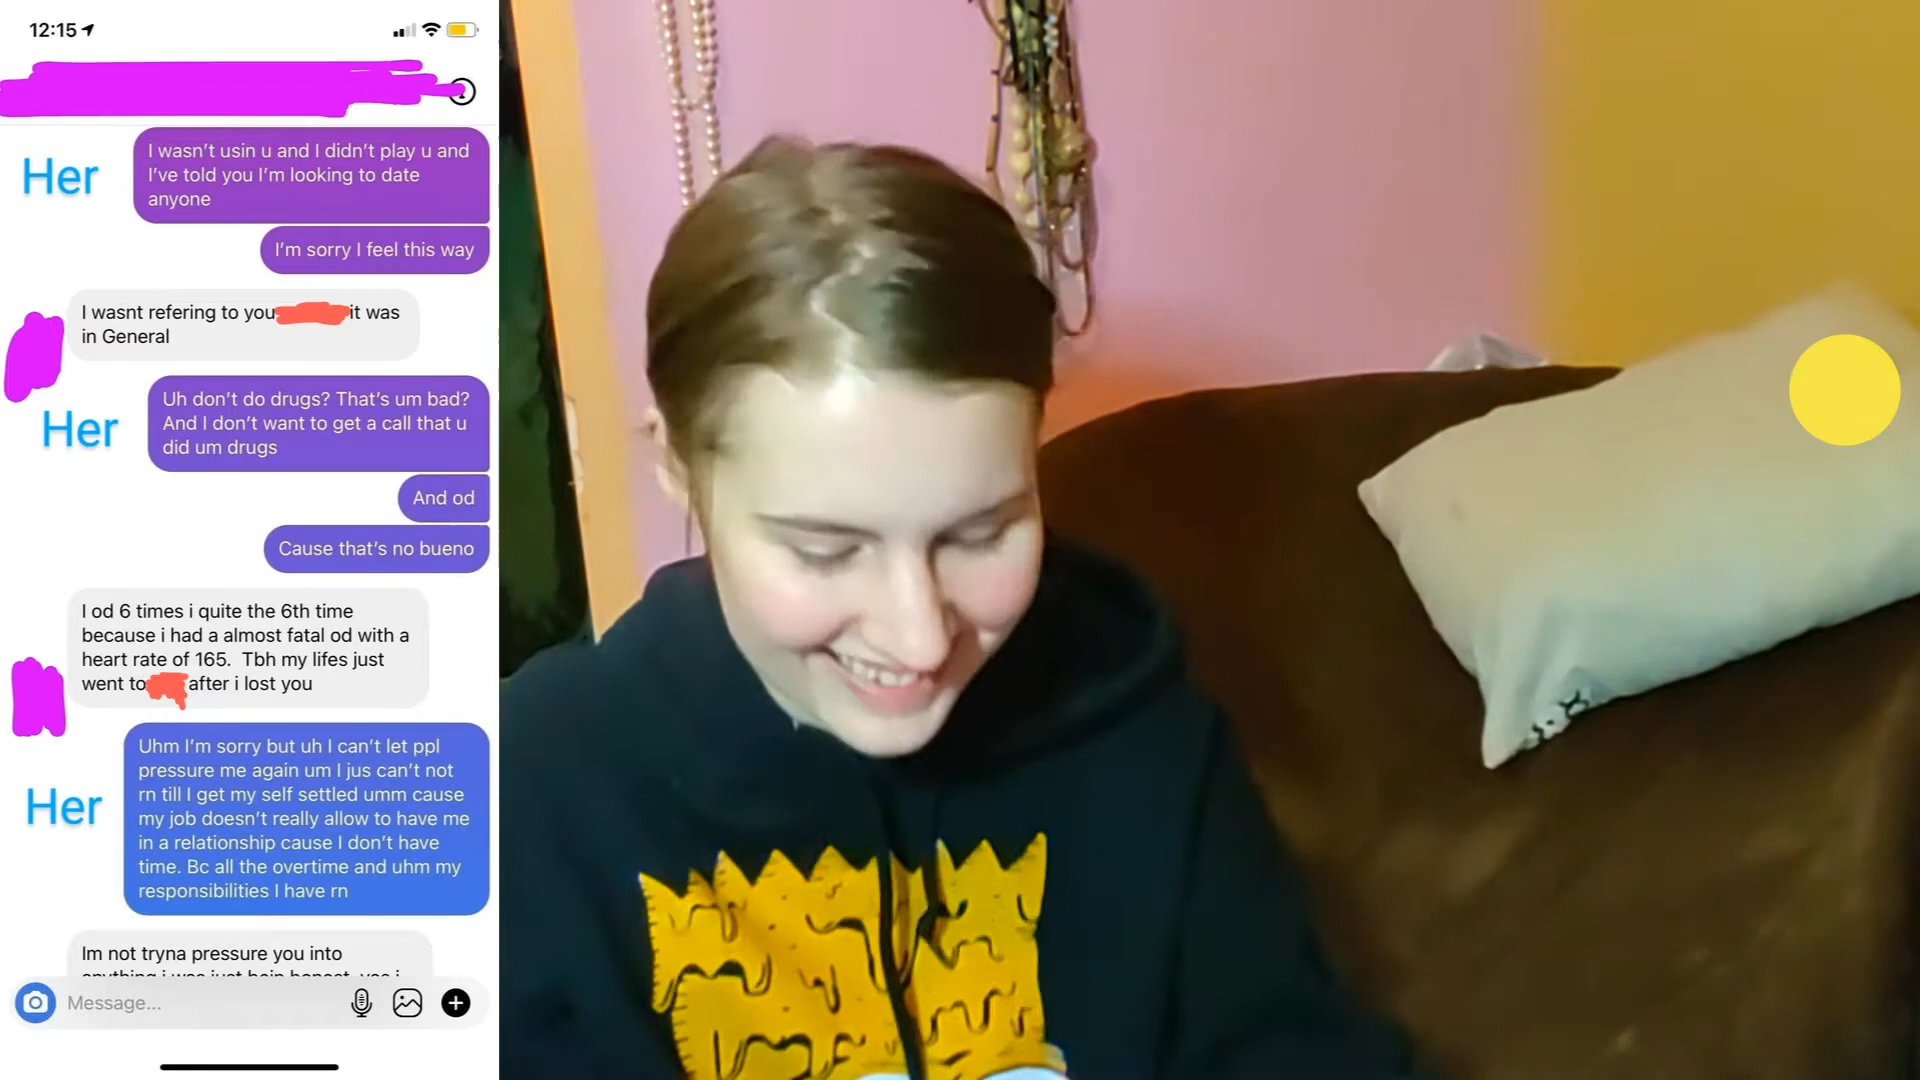 12:15
Her
I wasn't usin u and I didn't play u and
I've told you I'm looking to date
anyone
I'm sorry I feel this way
I wasnt refering to you it was
in General
Her
Uh don't do drugs? That's um bad?
And I don't want to get a call that u
did um drugs
And od
Cause that's no bueno
I od 6 times i quite the 6th time
because i had a almost fatal od with a
heart rate of 165. Tbh my lifes just
went to after i lost you
Her
Uhm I'm sorry but uh I can't let ppl
pressure me again um I jus can't not
rn till I get my self settled umm cause
my job doesn't really allow to have me
in a relationship cause I don't have
time. Bc all the overtime and uhm my
responsibilities I have rn
Im not tryna pressure you into
anything i was just bein honest, yes i
Message...